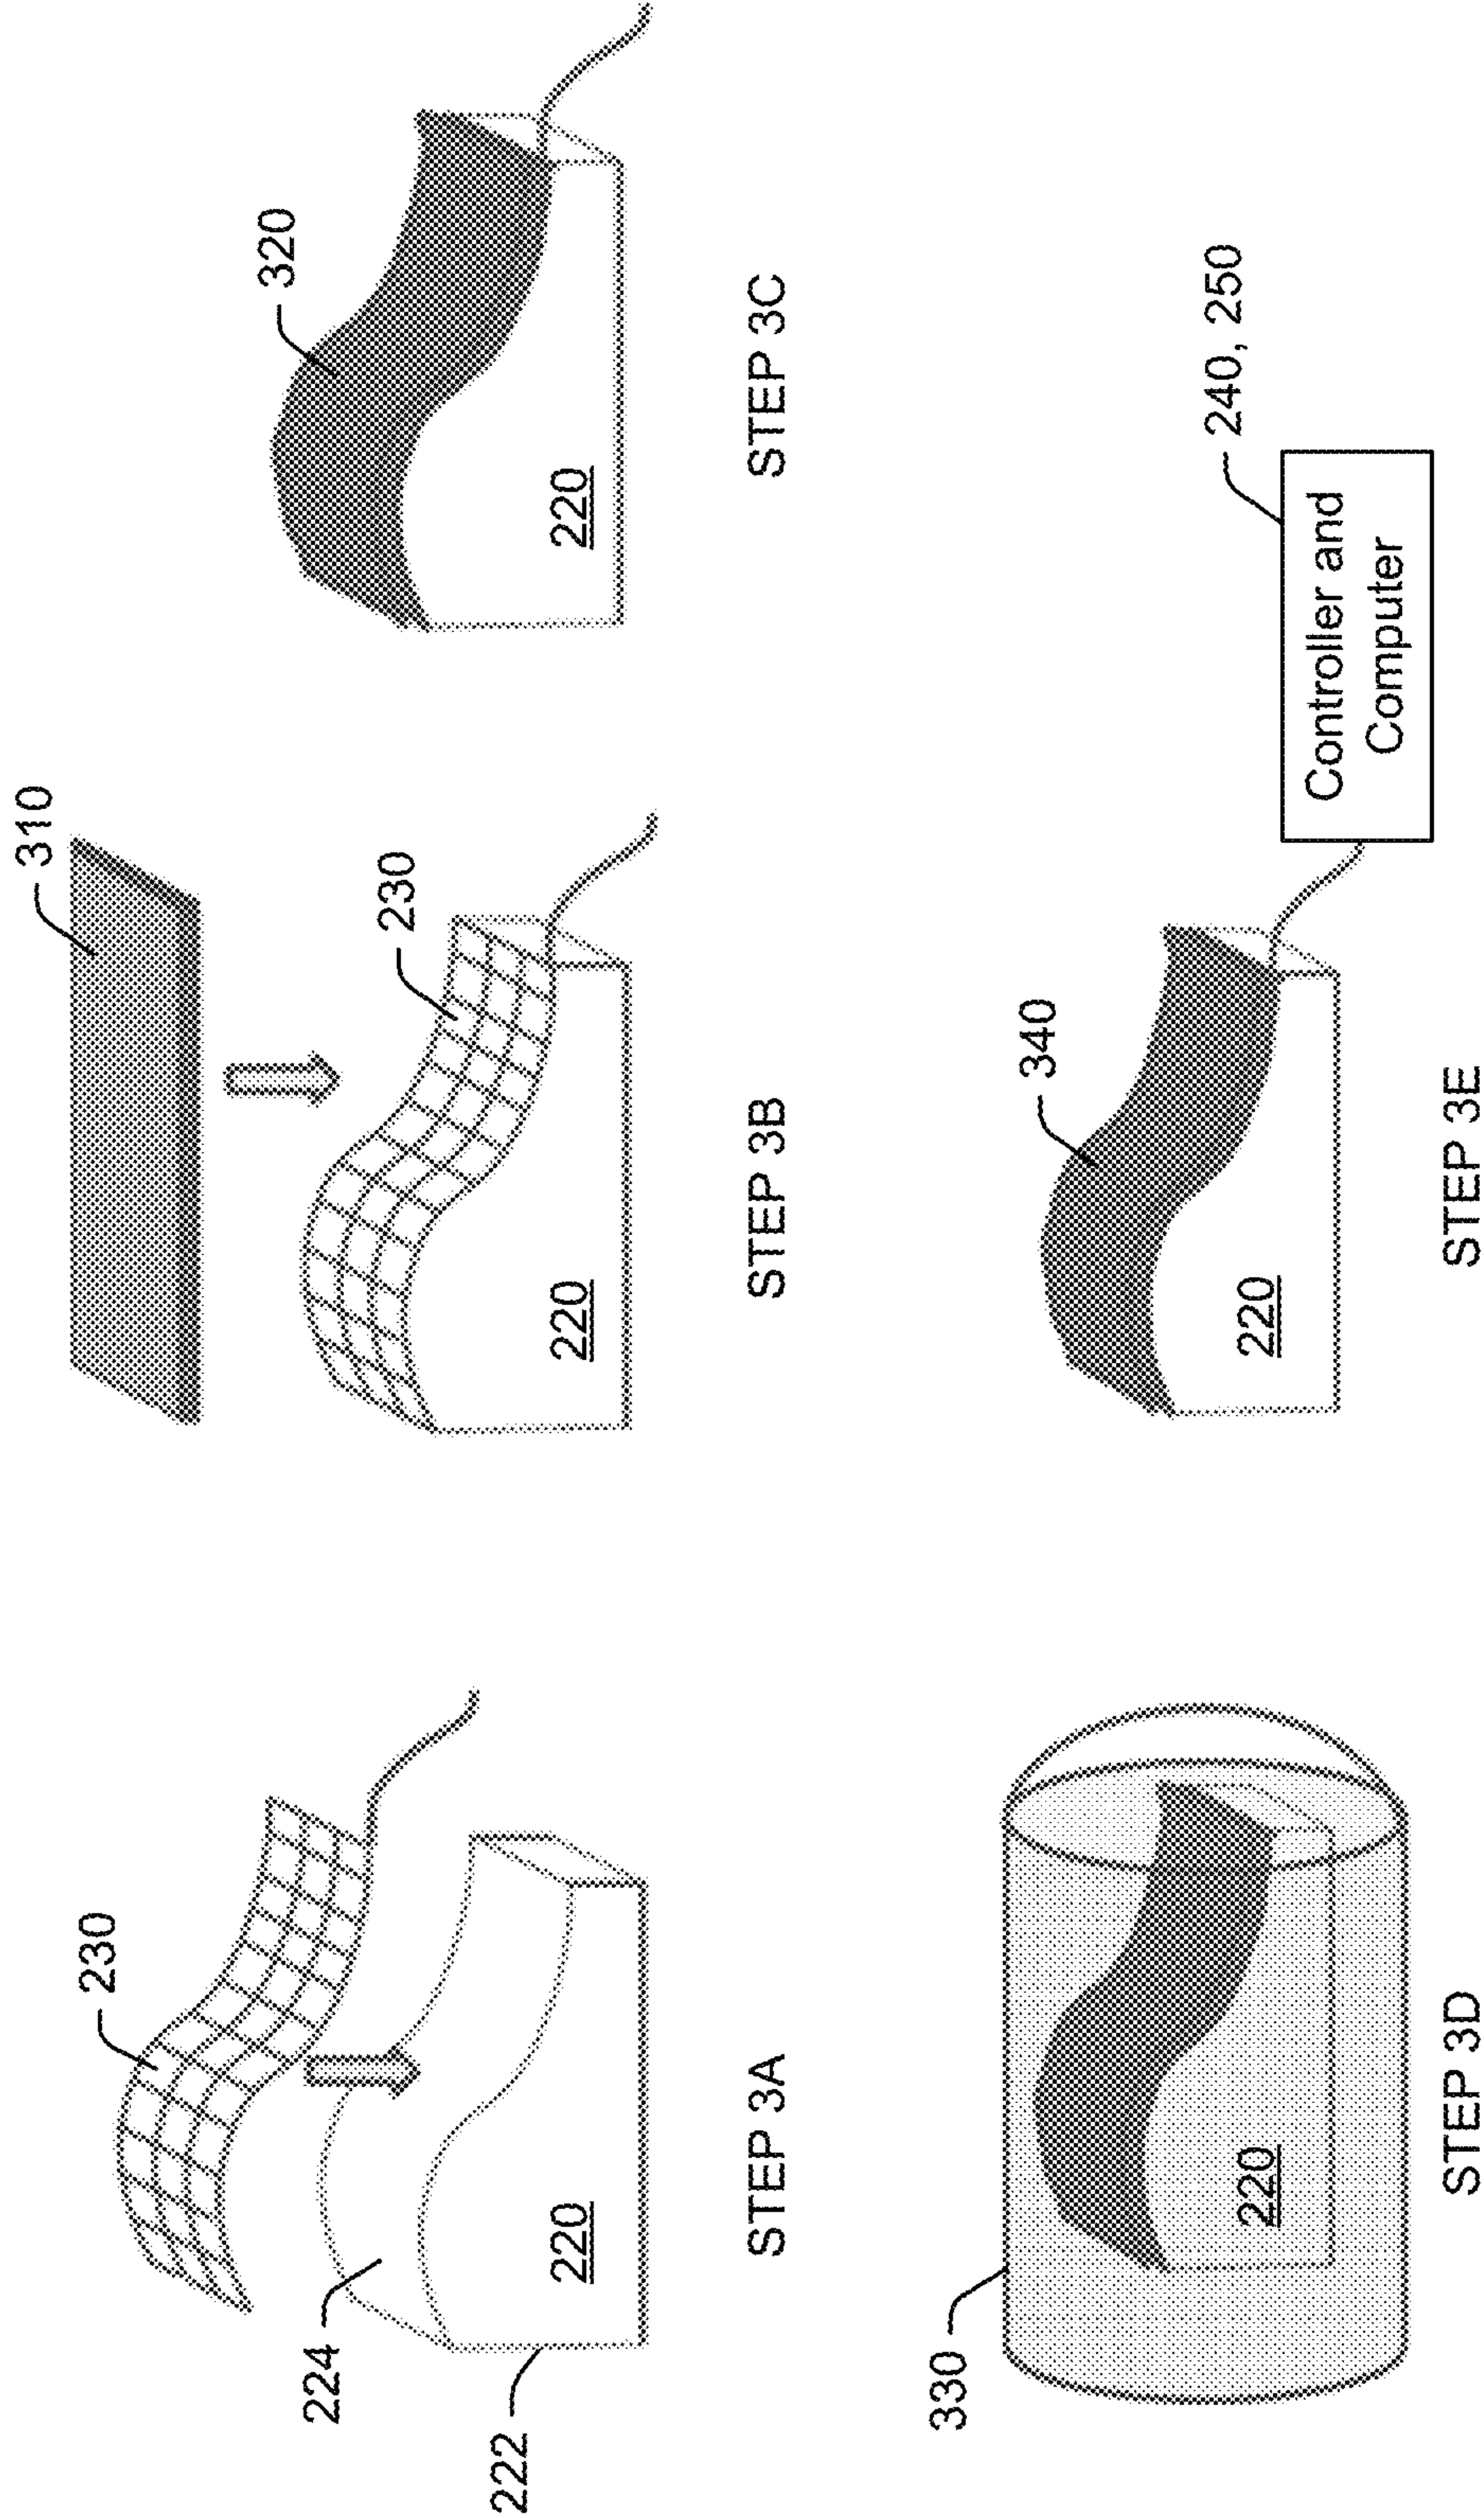 230
224
222
220
STEP 3A
310
230
220
STEP 3B
320
220
STEP 3C
330
220
STEP 3D
340
220
240, 250
Controller and
Computer
STEP 3E